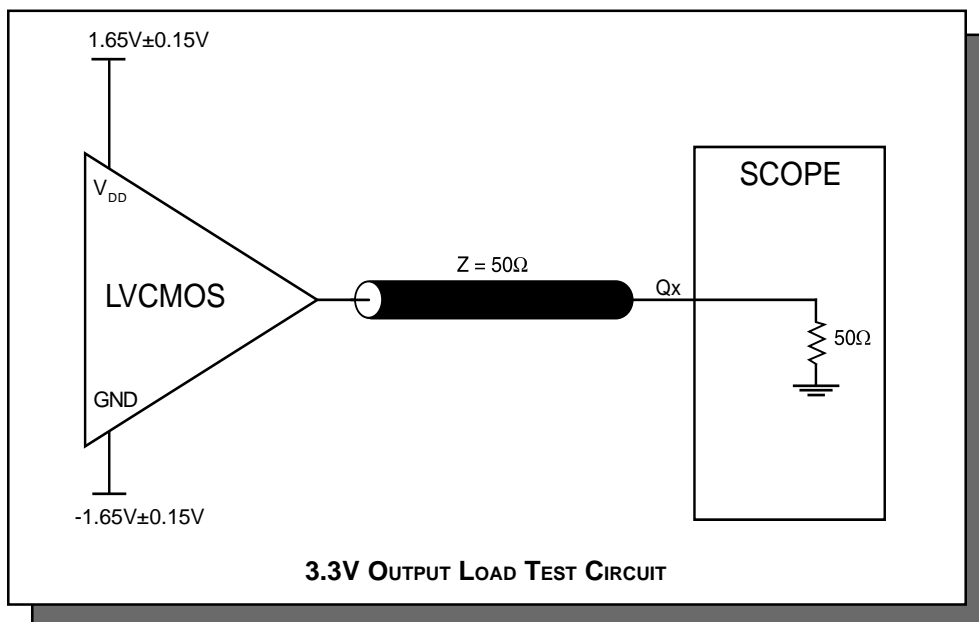 1.65V±0.15V
SCOPE
VDD
Z = 50Ω
LVCMOS
Qx
50Ω
GND
-1.65V±0.15V
3.3V OUTPUT LOAD TEST CIRCUIT